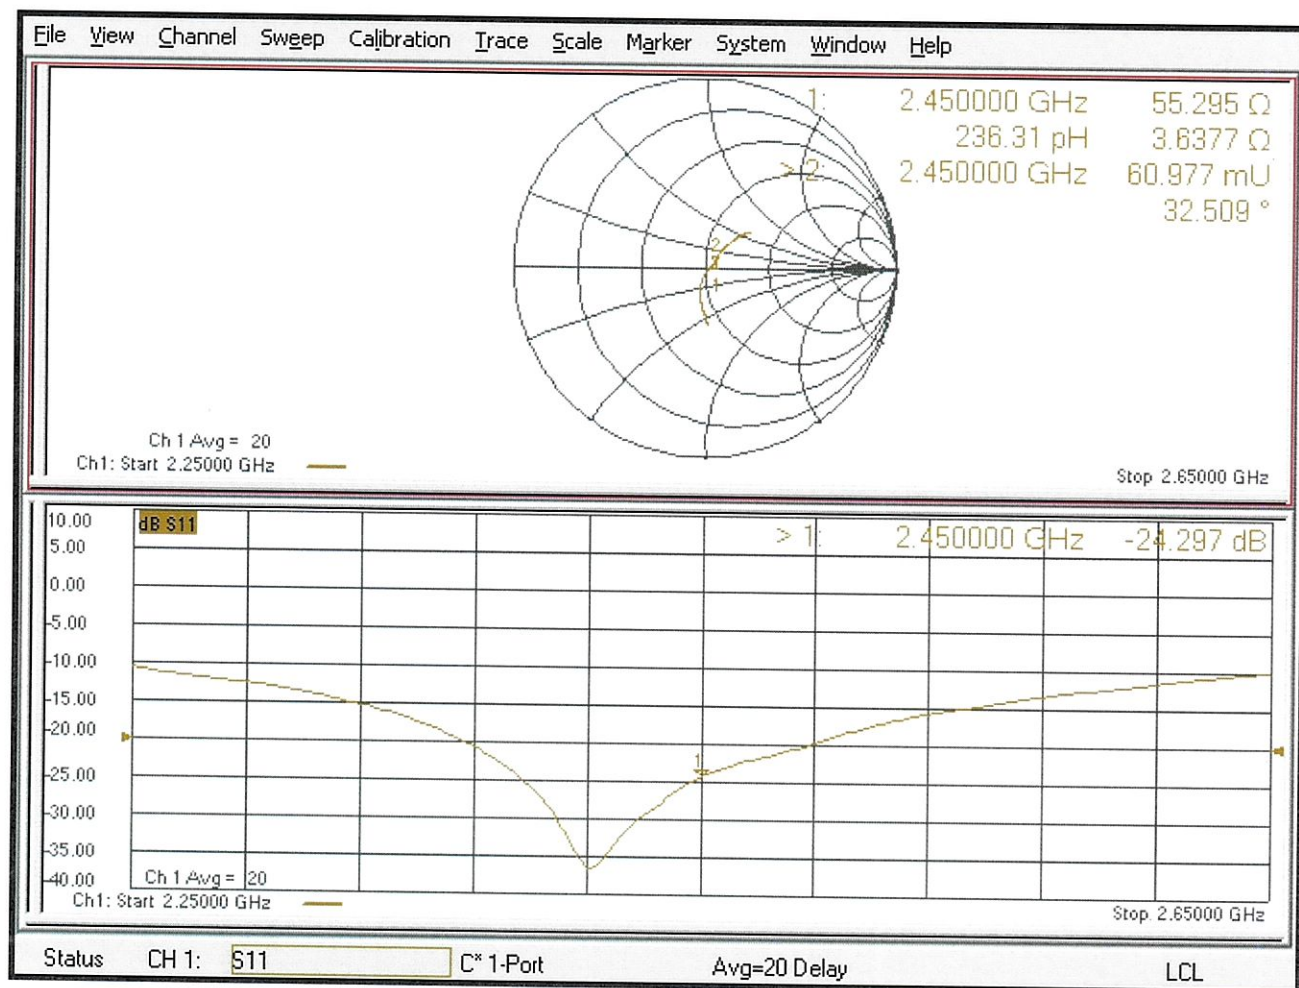 File View Channel Sweep Calibration Trace Scale Marker System Window Help
1: 2.450000 GHz 55.295 Ω
236.31 pH 3.6377 Ω
> 2: 2.450000 GHz 60.977 mU
32.509 °
2
1
Ch 1 Avg = 20
Ch1: Start 2.25000 GHz
Stop 2.65000 GHz
10.00
dB S11
> 1: 2.450000 GHz -24.297 dB
5.00
0.00
-5.00
-10.00
-15.00
-20.00
1
-25.00
-30.00
-35.00
-40.00
Ch 1 Avg = 20
Ch1: Start 2.25000 GHz
Stop 2.65000 GHz
Status CH 1: S11 C* 1-Port Avg=20 Delay LCL